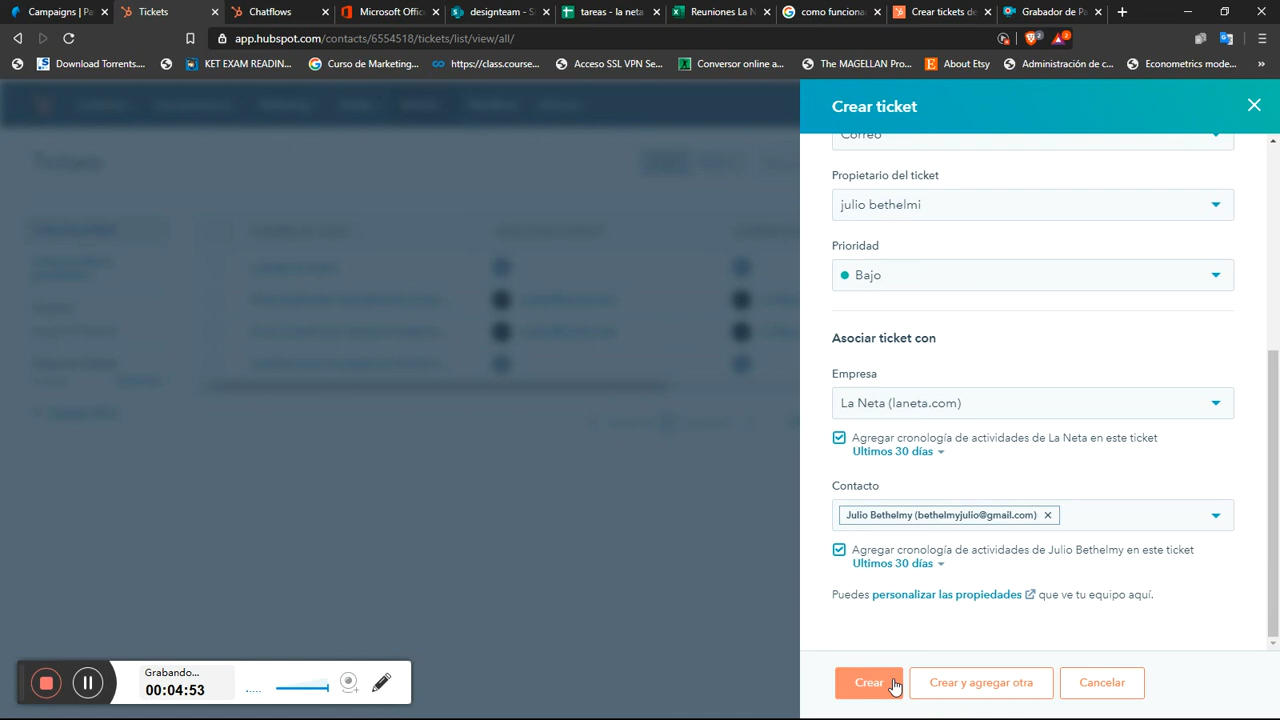 Campaigns | Pa
Tickets
Chatflows
Microsoft Offic
designteam - S
tareas - la neta
Reuniones La N
como funcionar
Crear tickets de
Grabador de Pa
app.hubspot.com/contacts/6554518/tickets/list/view/all/
2
2
Download Torrents...
KET EXAM READIN...
Curso de Marketing...
https://class.course...
Acceso SSL VPN Se...
Conversor online a...
The MAGELLAN Pro...
About Etsy
Administración de c...
Econometrics mode...
Crear ticket
Correo
Propietario del ticket
julio bethelmi
Prioridad
Bajo
Asociar ticket con
Empresa
La Neta (laneta.com)
Agregar cronología de actividades de La Neta en este ticket
Ultimos 30 días
Contacto
Julio Bethelmy (bethelmyjulio@gmail.com)
Agregar cronología de actividades de Julio Bethelmy en este ticket
Ultimos 30 días
Puedes personalizar las propiedades que ve tu equipo aquí.
Crear
Crear y agregar otra
Cancelar
Grabando...
00:04:53
Tickets